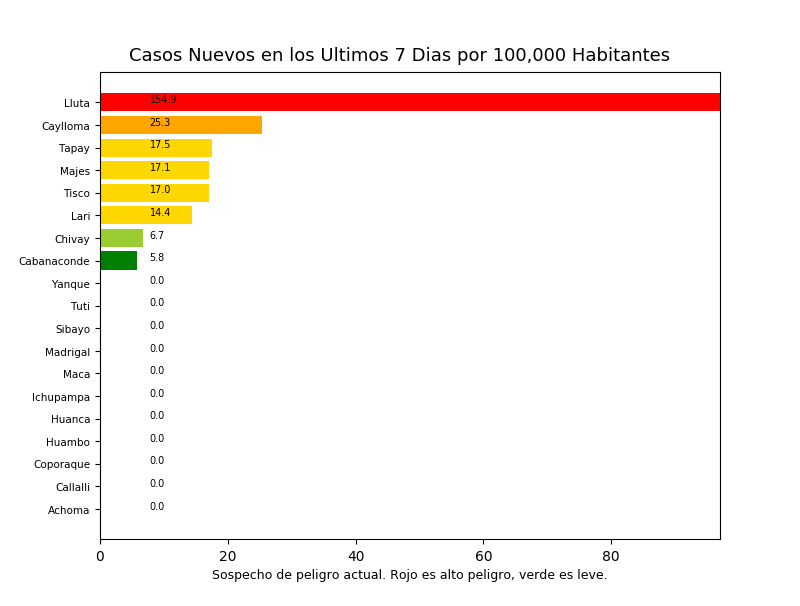 Casos Nuevos en los Ultimos 7 Dias por 100,000 Habitantes
Lluta 154.9
Caylloma 25.3
Tapay 17.5
Majes 17.1
Tisco 17.0
Lari 14.4
Chivay 6.7
Cabanaconde 5.8
Yanque 0.0
Tuti 0.0
Sibayo 0.0
Madrigal 0.0
Maca 0.0
Ichupampa 0.0
Huanca 0.0
Huambo 0.0
Coporaque 0.0
Callalli 0.0
Achoma 0.0
0 20 40 60 80
Sospecho de peligro actual. Rojo es alto peligro, verde es leve.